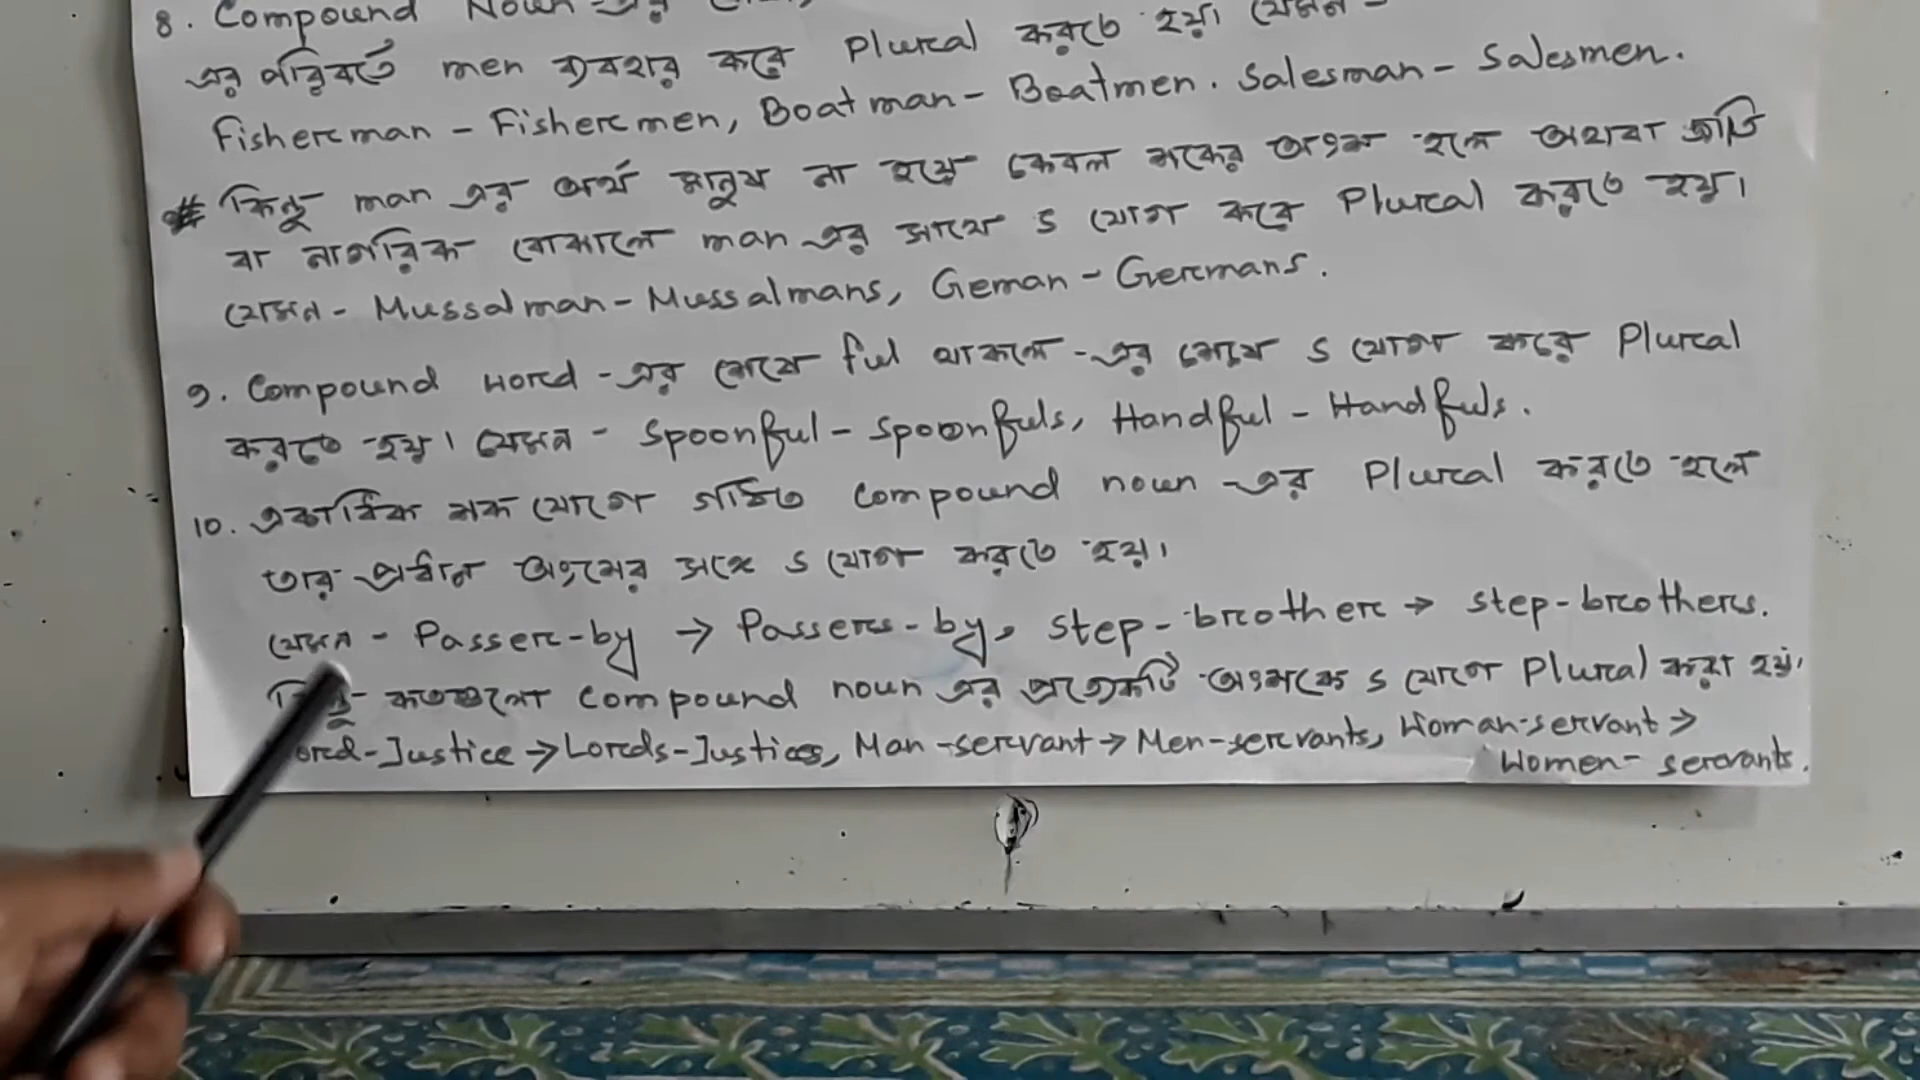 8. Compound Noun-এর
এর পরিবর্তে men ব্যবহার করে Plural করতে হয়। যেমন-
Fisherman - Fishermen, Boatman - Boatmen. Salesman - Salesmen.
# কিন্তু man এর অর্থ মানুষ না হয়ে কেবল শব্দের অংশ হলে অথবা জাতি
বা নাগরিক বোঝালে man এর সাথে s যোগ করে Plural করতে হয়।
যেমন - Mussalman - Mussalmans, Geman - Germans.
9. Compound word-এর শেষে ful থাকলে-এর শেষে s যোগ করে Plural
করতে হয়। যেমন - Spoonful - spoonfuls, Handful - Handfuls.
10. একাধিক শব্দ যোগে গঠিত compound noun-এর Plural করতে হলে
তার প্রধান অংশের সঙ্গে s যোগ করতে হয়।
যেমন - Passer-by → Passers-by, step-brother → step-brothers.
কতগুলো compound noun এর প্রত্যেকটি অংশকে s যোগে Plural করা হয়।
ord-Justice → Lords-Justices, Man-servant → Men-servants, Woman-servant →
Women-servants.